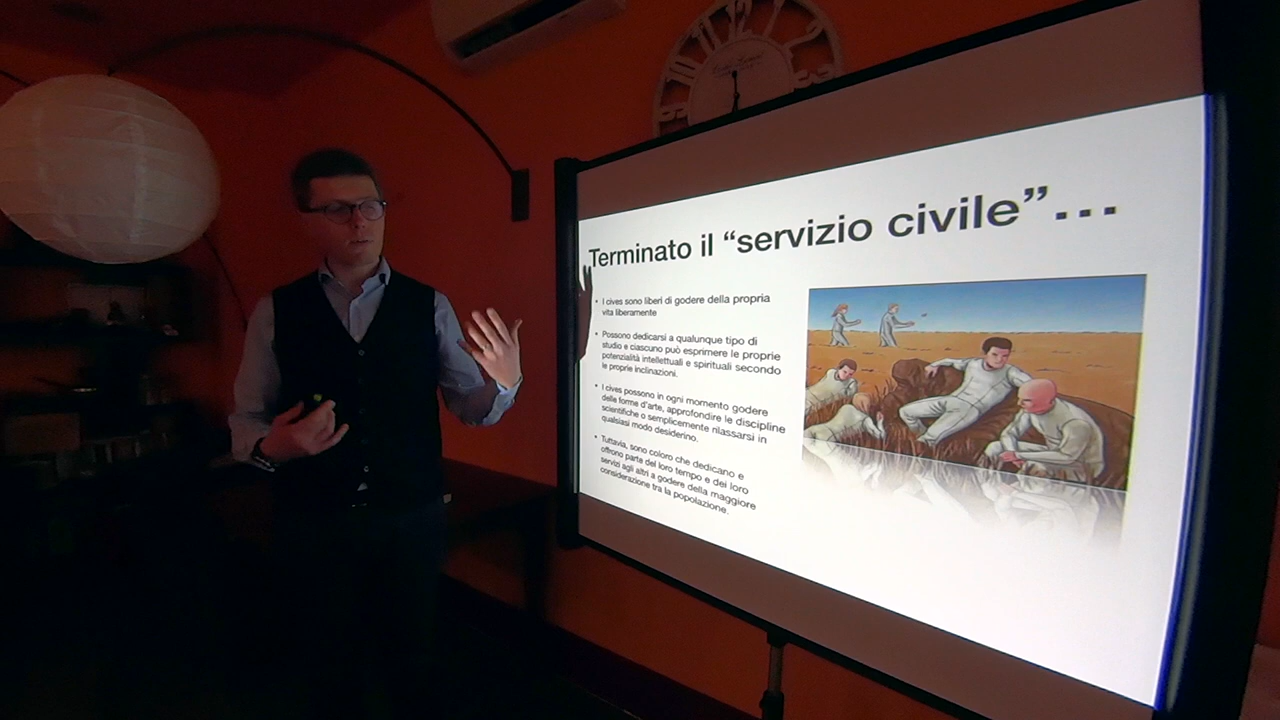 Terminato il “servizio civile”...
• I cives sono liberi di godere della propria
vita liberamente
• Possono dedicarsi a qualunque tipo di
studio e ciascuno può esprimere le proprie
potenzialità intellettuali e spirituali secondo
le proprie inclinazioni.
• I cives possono in ogni momento godere
delle forme d'arte, approfondire le discipline
scientifiche o semplicemente rilassarsi in
qualsiasi modo desiderino.
• Tuttavia, sono coloro che dedicano e
offrono parte del loro tempo e dei loro
servizi agli altri a godere della maggiore
considerazione tra la popolazione.